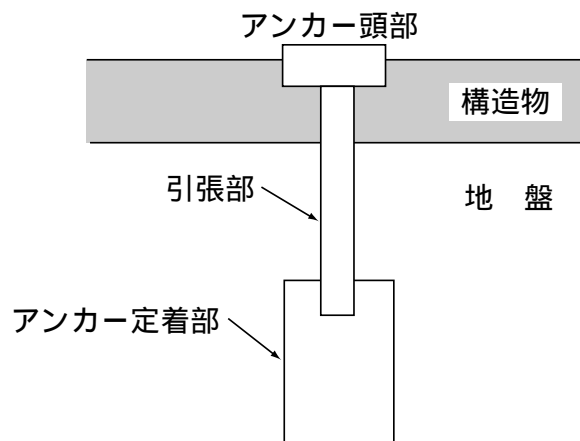 アンカー頭部
構造物
引張部
地　盤
アンカー定着部